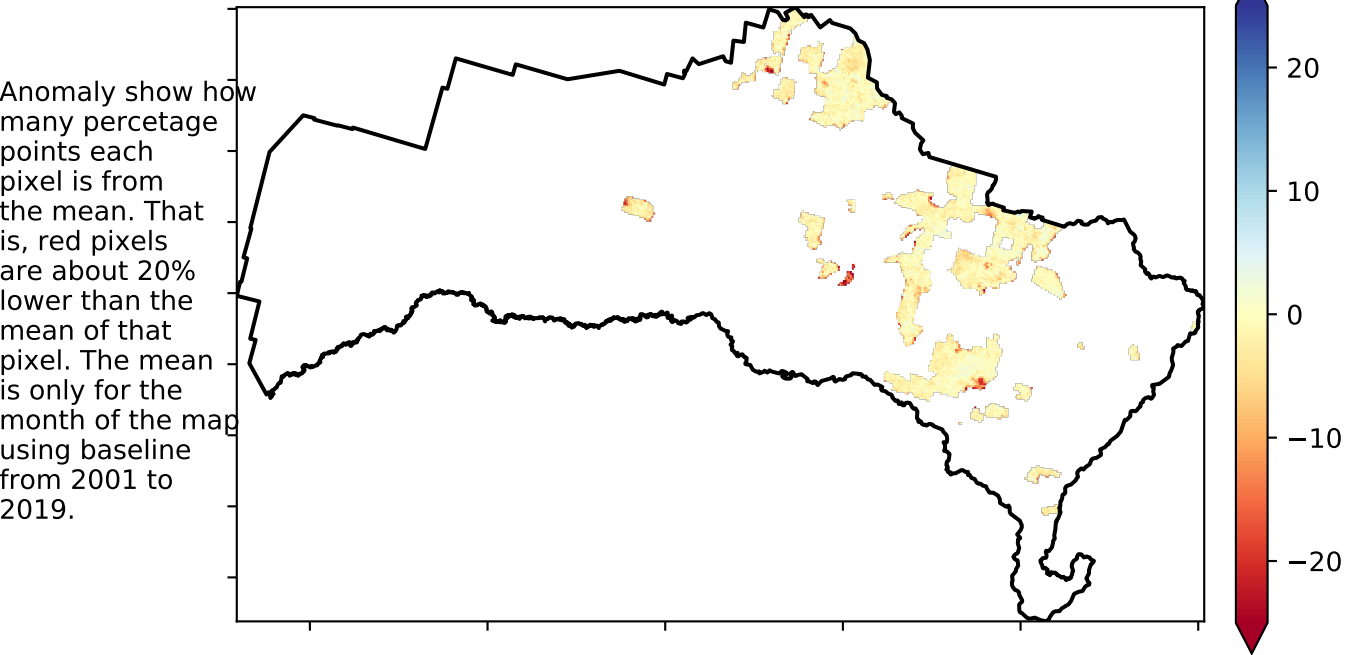 Anomaly show how
many percetage
points each
pixel is from
the mean. That
is, red pixels
are about 20%
lower than the
mean of that
pixel. The mean
is only for the
month of the map
using baseline
from 2001 to
2019.
20
10
0
−10
−20